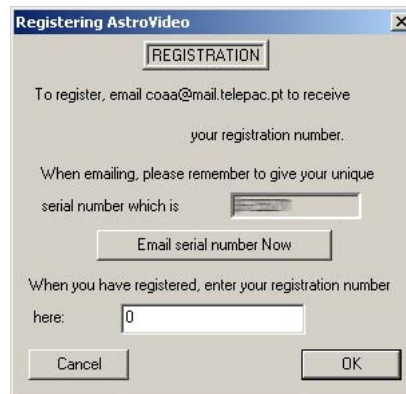 Registering AstroVideo
REGISTRATION
To register, email coaa@mail.telepac.pt to receive
your registration number.
When emailing, please remember to give your unique
serial number which is
Email serial number Now
When you have registered, enter your registration number
here: 0
Cancel OK